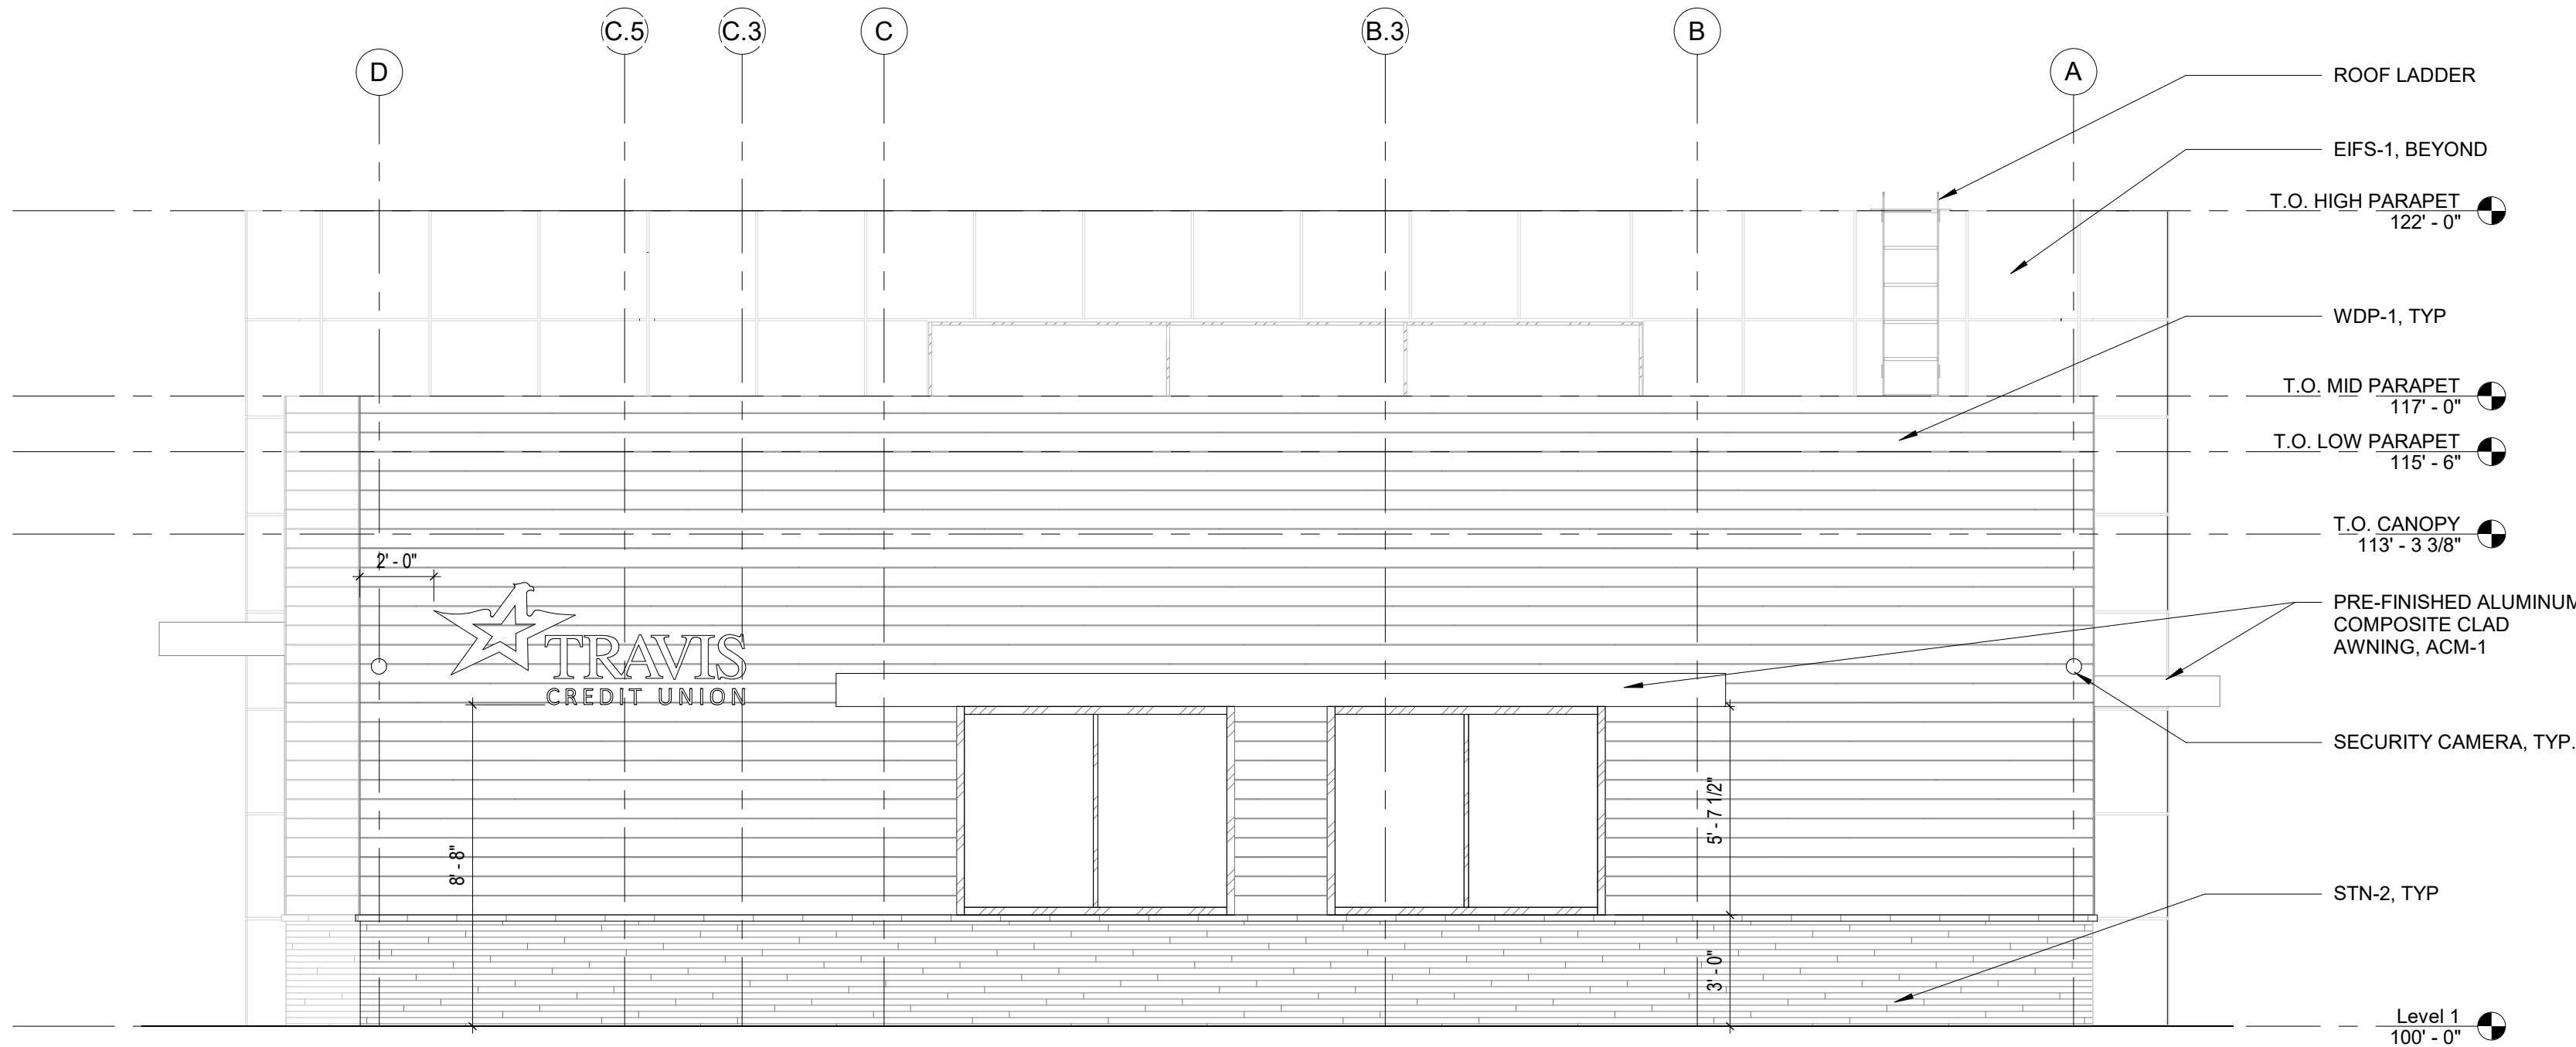 C.5
C.3
C
B.3
B
D
A
ROOF LADDER
EIFS-1, BEYOND
T.O. HIGH PARAPET
122' - 0"
WDP-1, TYP
T.O. MID PARAPET
117' - 0"
T.O. LOW PARAPET
115' - 6"
T.O. CANOPY
113' - 3 3/8"
2' - 0"
PRE-FINISHED ALUMINUM
COMPOSITE CLAD
AWNING, ACM-1
TRAVIS
CREDIT UNION
SECURITY CAMERA, TYP.
5' - 7 1/2"
8' - 8"
STN-2, TYP
3' - 0"
Level 1
100' - 0"